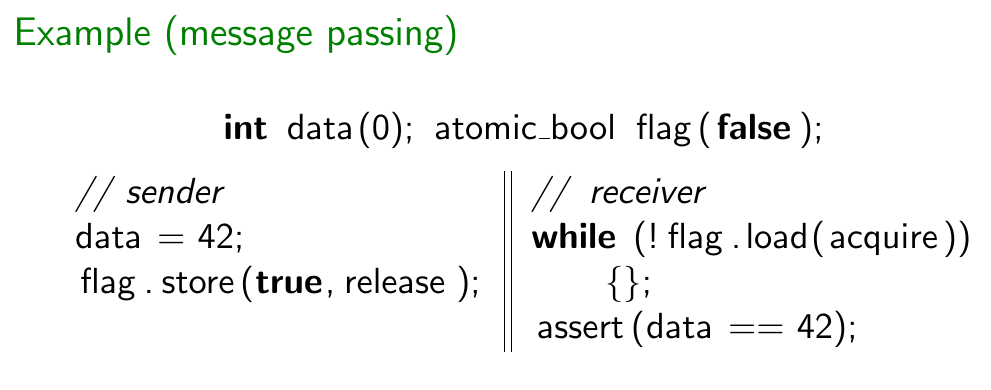 Example (message passing)
int data(0); atomic_bool flag(false);
// sender
data = 42;
flag.store(true, release);
// receiver
while (!flag.load(acquire))
{};
assert(data == 42);